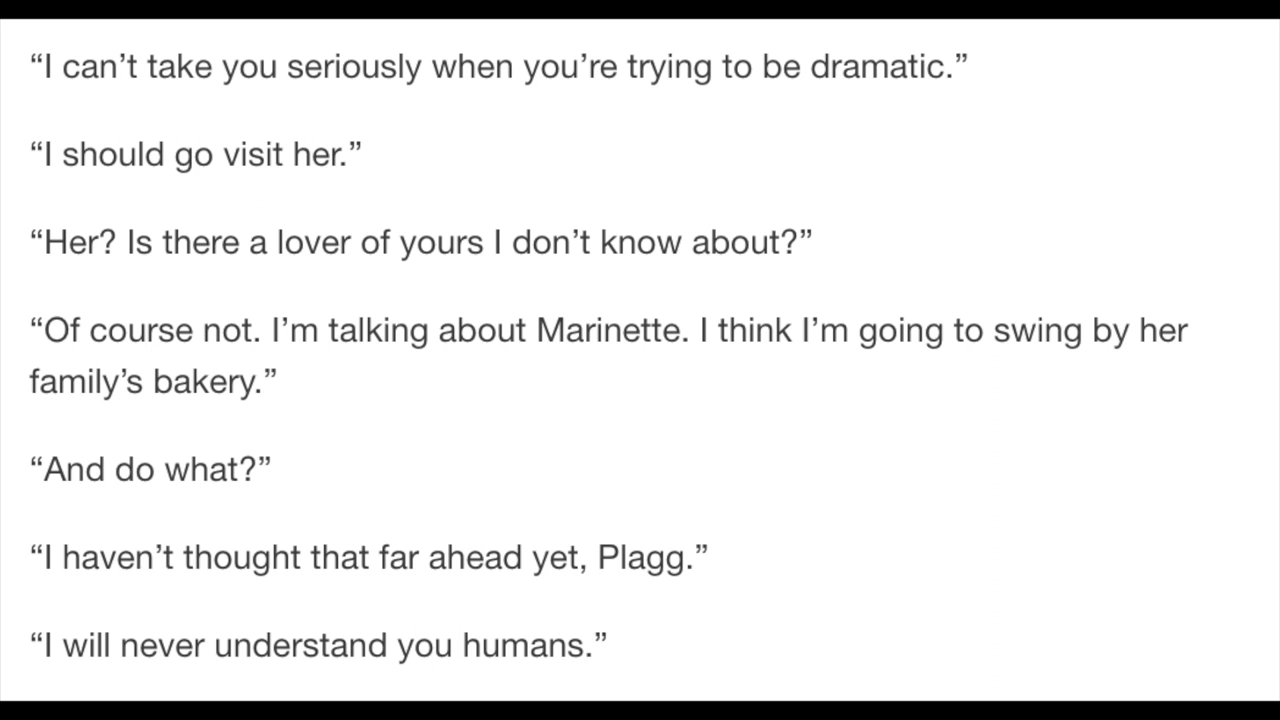 “I can’t take you seriously when you’re trying to be dramatic.”
“I should go visit her.”
“Her? Is there a lover of yours I don’t know about?”
“Of course not. I’m talking about Marinette. I think I’m going to swing by her
family’s bakery.”
“And do what?”
“I haven’t thought that far ahead yet, Plagg.”
“I will never understand you humans.”